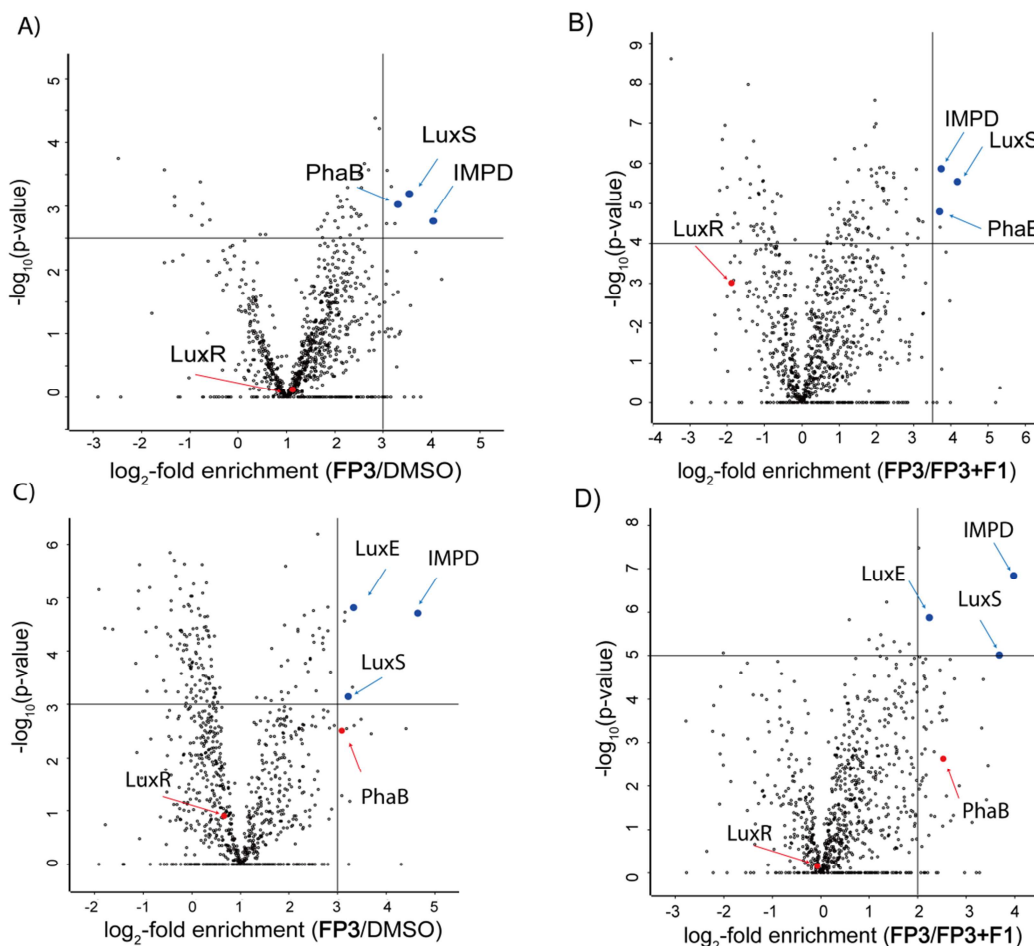 A)
5
4
3
2
1
0
-log10(p-value)
LuxS
PhaB
IMPD
LuxR
-3 -2 -1 0 1 2 3 4 5
log2-fold enrichment (FP3/DMSO)
B)
9
8
7
6
5
4
3
2
1
0
-log10(p-value)
IMPD
LuxS
PhaB
LuxR
-4 -3 -2 -1 0 1 2 3 4 5 6
log2-fold enrichment (FP3/FP3+F1)
C)
6
5
4
3
2
1
0
-log10(p-value)
LuxE
IMPD
LuxS
LuxR
PhaB
-2 -1 0 1 2 3 4 5
log2-fold enrichment (FP3/DMSO)
D)
8
7
6
5
4
3
2
1
0
-log10(p-value)
IMPD
LuxE
LuxS
PhaB
LuxR
-3 -2 -1 0 1 2 3 4
log2-fold enrichment (FP3/FP3+F1)